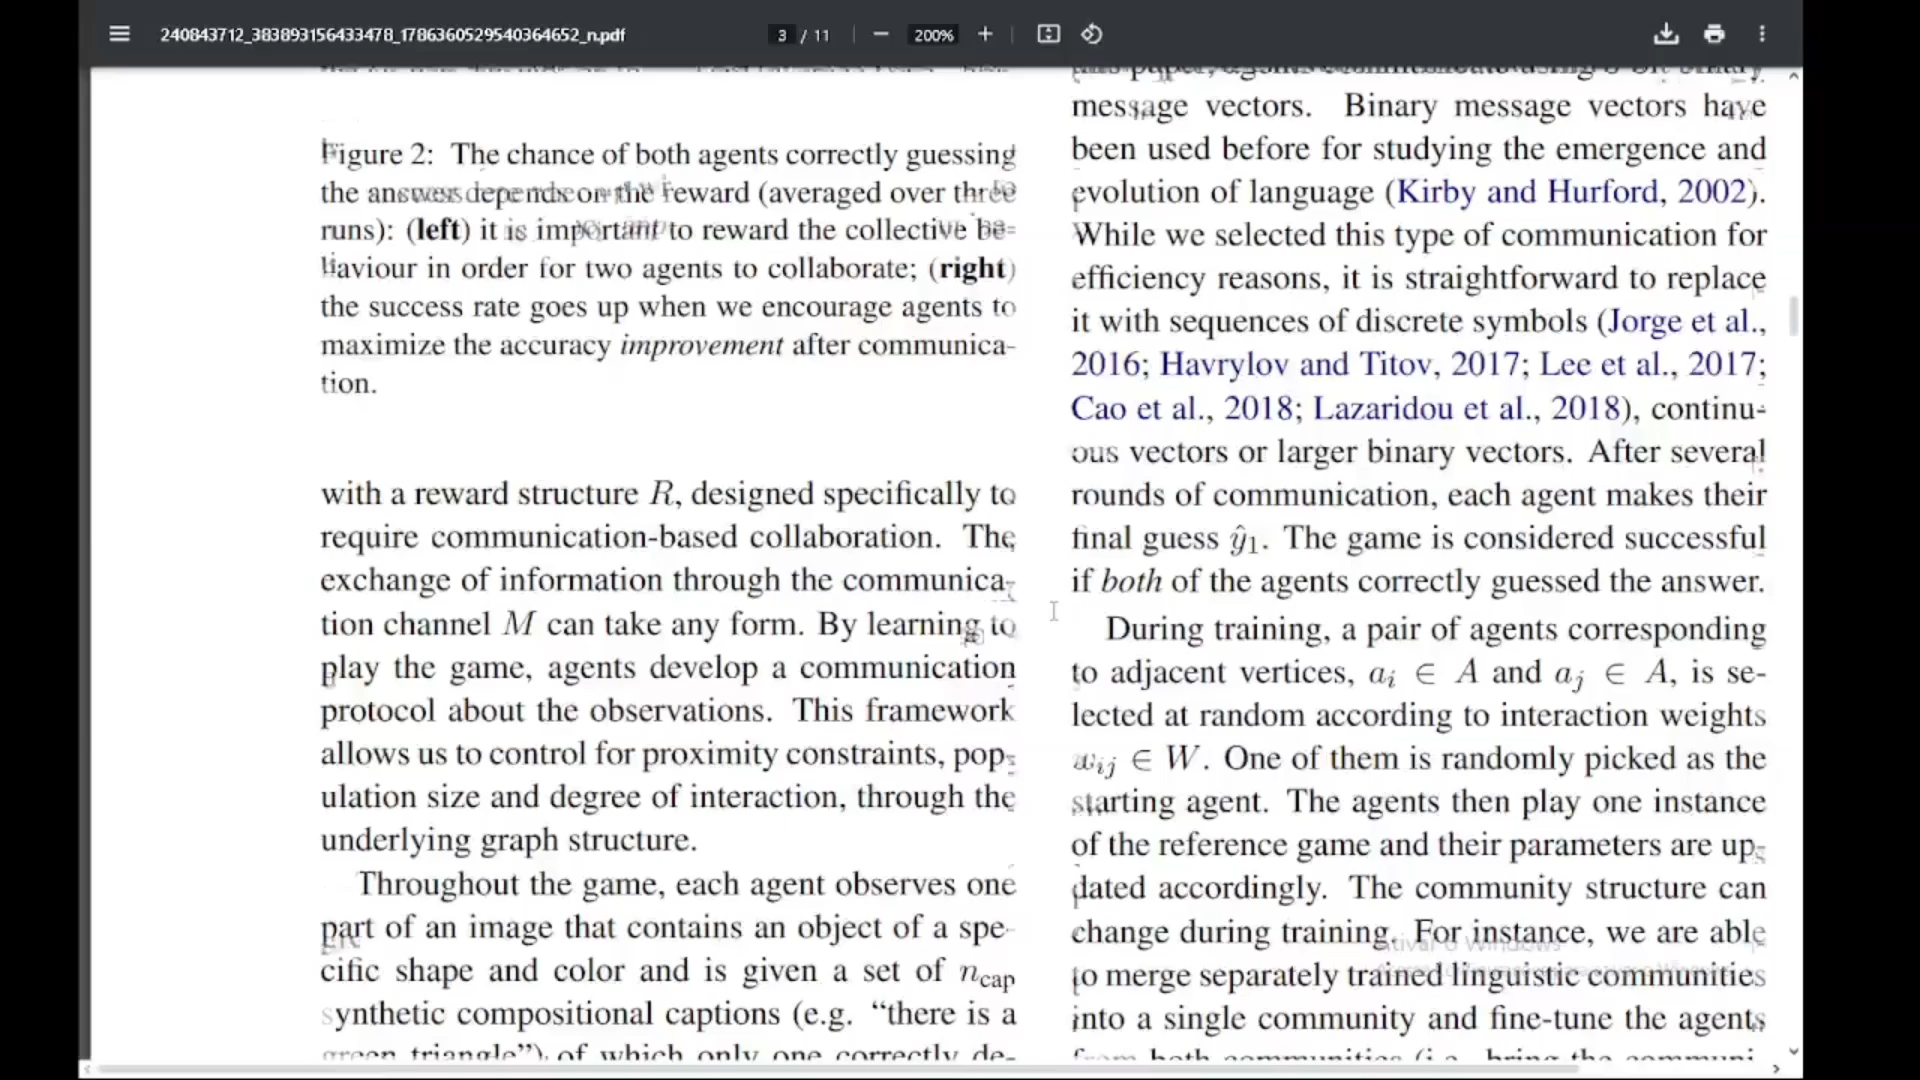 240843712_383893156433478_1786360529540364652_n.pdf
3 / 11
200%
Figure 2: The chance of both agents correctly guessing
the answer depends on the reward (averaged over three
runs): (left) it is important to reward the collective be-
haviour in order for two agents to collaborate; (right)
the success rate goes up when we encourage agents to
maximize the accuracy improvement after communica-
tion.
with a reward structure R, designed specifically to
require communication-based collaboration. The
exchange of information through the communica-
tion channel M can take any form. By learning to
play the game, agents develop a communication
protocol about the observations. This framework
allows us to control for proximity constraints, pop-
ulation size and degree of interaction, through the
underlying graph structure.
Throughout the game, each agent observes one
part of an image that contains an object of a spe-
cific shape and color and is given a set of n_cap
synthetic compositional captions (e.g. “there is a
green triangle”), of which only one correctly de-
message vectors. Binary message vectors have
been used before for studying the emergence and
evolution of language (Kirby and Hurford, 2002).
While we selected this type of communication for
efficiency reasons, it is straightforward to replace
it with sequences of discrete symbols (Jorge et al.,
2016; Havrylov and Titov, 2017; Lee et al., 2017;
Cao et al., 2018; Lazaridou et al., 2018), continu-
ous vectors or larger binary vectors. After several
rounds of communication, each agent makes their
final guess ŷ₁. The game is considered successful
if both of the agents correctly guessed the answer.
During training, a pair of agents corresponding
to adjacent vertices, aᵢ ∈ A and aⱼ ∈ A, is se-
lected at random according to interaction weights
wᵢⱼ ∈ W. One of them is randomly picked as the
starting agent. The agents then play one instance
of the reference game and their parameters are up-
dated accordingly. The community structure can
change during training. For instance, we are able
to merge separately trained linguistic communities
into a single community and fine-tune the agents
Ativar o Windows